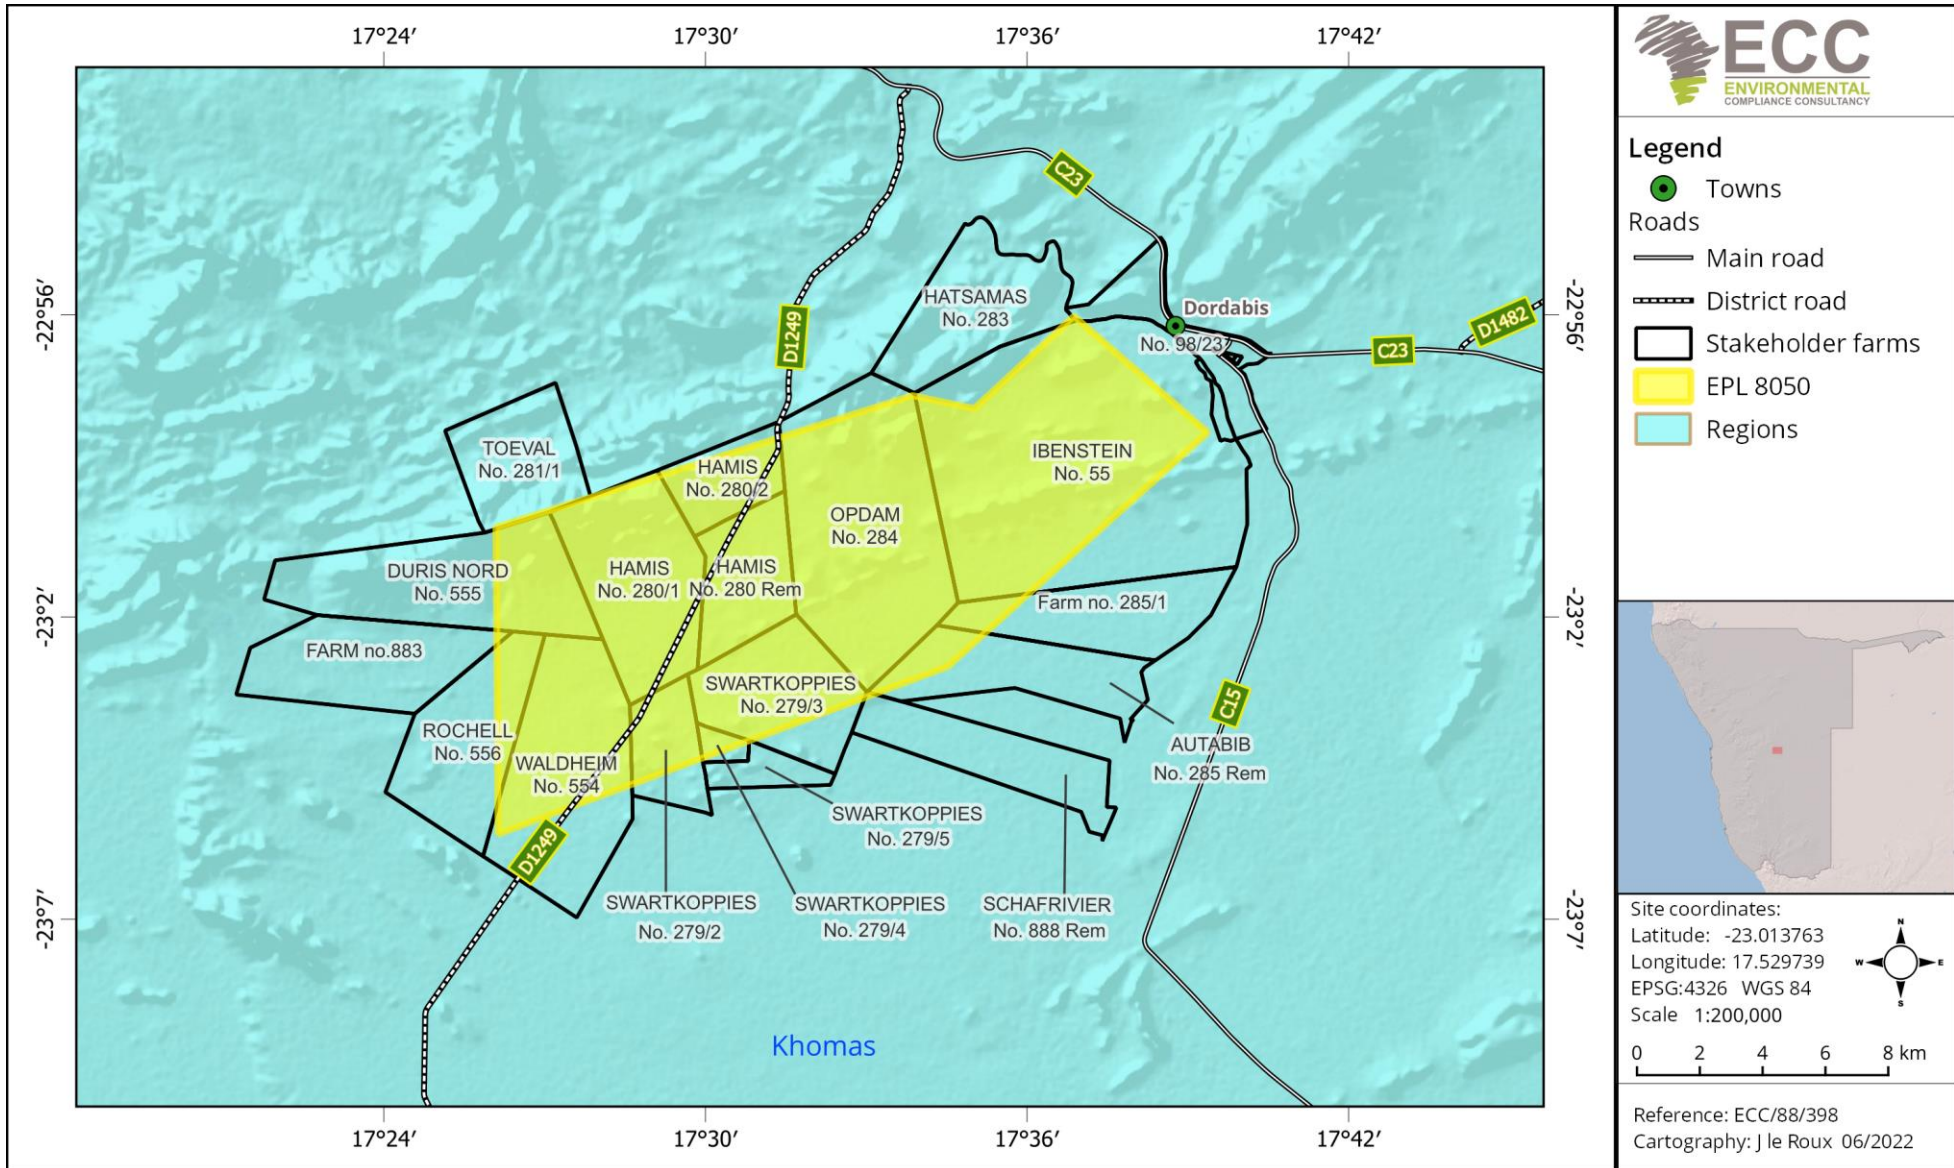 17°24′
17°30′
17°36′
17°42′
-22°56′
-23°2′
-23°7′
C23
D1249
HATSAMAS
No. 283
Dordabis
No. 98/237
-22°56′
D1482
C23
TOEVAL
No. 281/1
HAMIS
No. 280/2
IBENSTEIN
No. 55
OPDAM
No. 284
DURIS NORD
No. 555
HAMIS
No. 280/1
HAMIS
No. 280 Rem
Farm no. 285/1
-23°2′
FARM no.883
SWARTKOPPIES
No. 279/3
C15
ROCHELL
No. 556
WALDHEIM
No. 554
AUTABIB
No. 285 Rem
SWARTKOPPIES
No. 279/5
D1249
SWARTKOPPIES
No. 279/2
SWARTKOPPIES
No. 279/4
SCHAFRIVIER
No. 888 Rem
-23°7′
Khomas
17°24′
17°30′
17°36′
17°42′
ECC
ENVIRONMENTAL
COMPLIANCE CONSULTANCY
Legend
Towns
Roads
Main road
District road
Stakeholder farms
EPL 8050
Regions
Site coordinates:
Latitude: -23.013763
Longitude: 17.529739
EPSG:4326 WGS 84
Scale 1:200,000
N
W
E
S
0 2 4 6 8 km
Reference: ECC/88/398
Cartography: J le Roux 06/2022